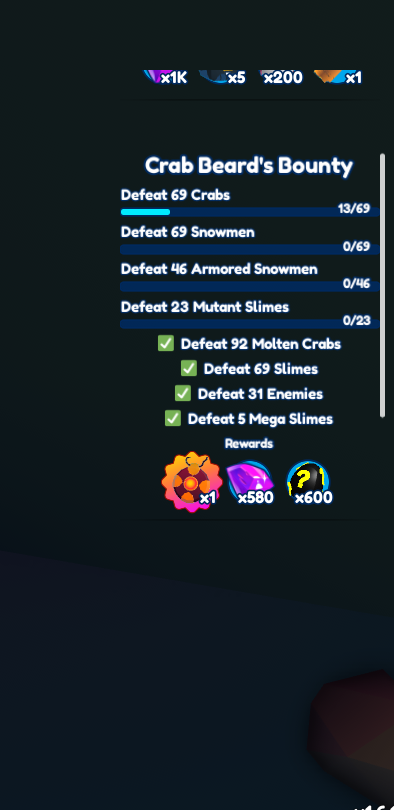 x1K x5 x200 x1
Crab Beard's Bounty
Defeat 69 Crabs
13/69
Defeat 69 Snowmen
0/69
Defeat 46 Armored Snowmen
0/46
Defeat 23 Mutant Slimes
0/23
Defeat 92 Molten Crabs
Defeat 69 Slimes
Defeat 31 Enemies
Defeat 5 Mega Slimes
Rewards
x1 x580 ? x600